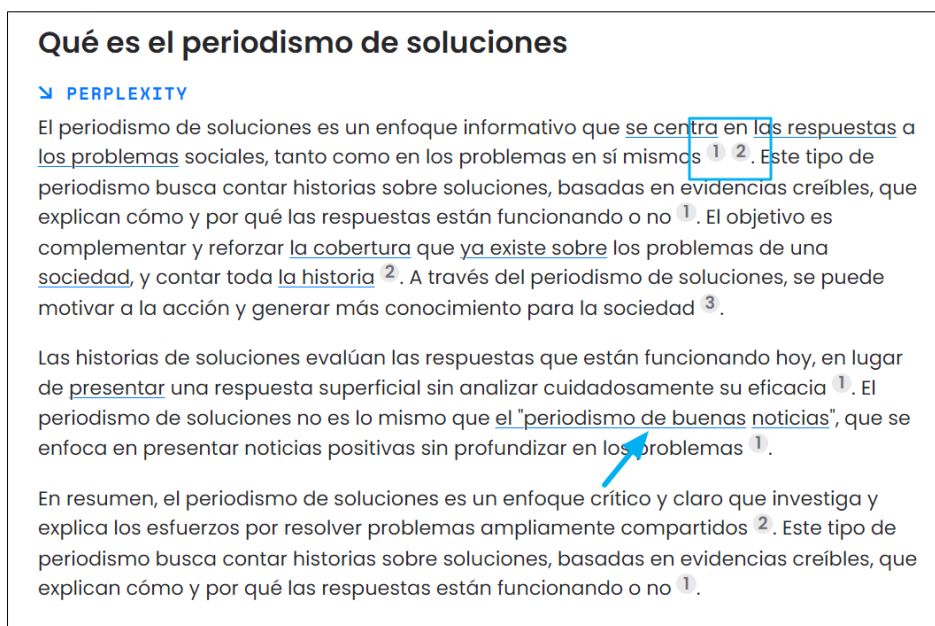 Qué es el periodismo de soluciones
PERPLEXITY
El periodismo de soluciones es un enfoque informativo que se centra en las respuestas a
los problemas sociales, tanto como en los problemas en sí mismos 1 2. Este tipo de
periodismo busca contar historias sobre soluciones, basadas en evidencias creíbles, que
explican cómo y por qué las respuestas están funcionando o no 1. El objetivo es
complementar y reforzar la cobertura que ya existe sobre los problemas de una
sociedad, y contar toda la historia 2. A través del periodismo de soluciones, se puede
motivar a la acción y generar más conocimiento para la sociedad 3.
Las historias de soluciones evalúan las respuestas que están funcionando hoy, en lugar
de presentar una respuesta superficial sin analizar cuidadosamente su eficacia 1. El
periodismo de soluciones no es lo mismo que el "periodismo de buenas noticias", que se
enfoca en presentar noticias positivas sin profundizar en los problemas 1.
En resumen, el periodismo de soluciones es un enfoque crítico y claro que investiga y
explica los esfuerzos por resolver problemas ampliamente compartidos 2. Este tipo de
periodismo busca contar historias sobre soluciones, basadas en evidencias creíbles, que
explican cómo y por qué las respuestas están funcionando o no 1.